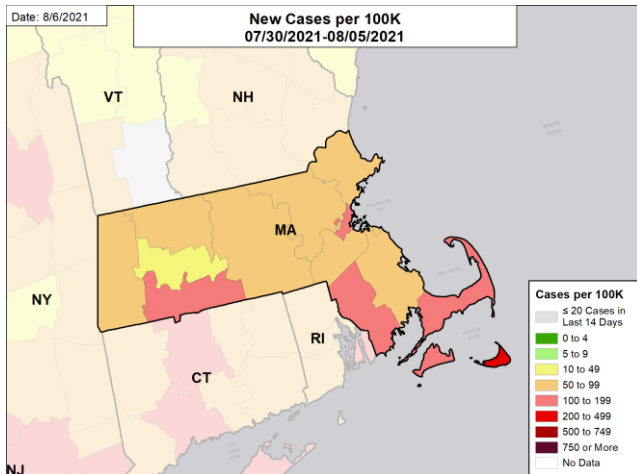 Date: 8/6/2021
New Cases per 100K
07/30/2021-08/05/2021
VT
NH
MA
NY
CT
RI
NJ
Cases per 100K
≤ 20 Cases in
Last 14 Days
0 to 4
5 to 9
10 to 49
50 to 99
100 to 199
200 to 499
500 to 749
750 or More
No Data